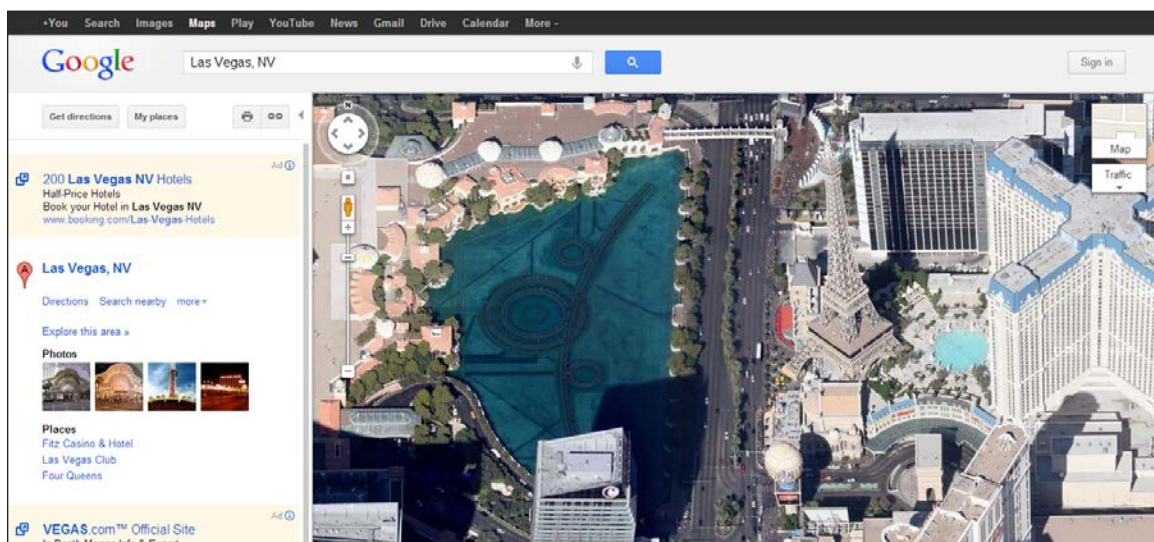 +You Search Images Maps Play YouTube News Gmail Drive Calendar More
Google
Las Vegas, NV
Sign in
Get directions
My places
N
Map
Traffic
Ad
200 Las Vegas NV Hotels
Half-Price Hotels
Book your Hotel in Las Vegas NV
www.booking.com/Las-Vegas-Hotels
A
Las Vegas, NV
Directions Search nearby more
Explore this area »
Photos
Places
Fitz Casino & Hotel
Las Vegas Club
Four Queens
Ad
VEGAS.com™ Official Site